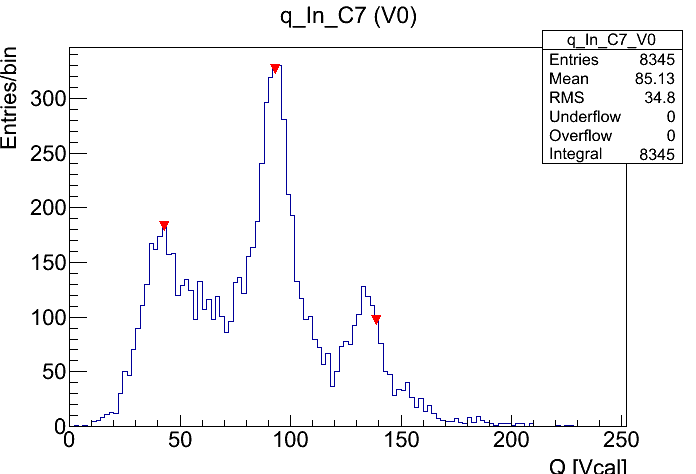 q_In_C7 (V0)
q_In_C7_V0
Entries 8345
Mean 85.13
RMS 34.8
Underflow 0
Overflow 0
Integral 8345
Entries/bin
300
250
200
150
100
50
0
0 50 100 150 200 250
Q [Vcal]